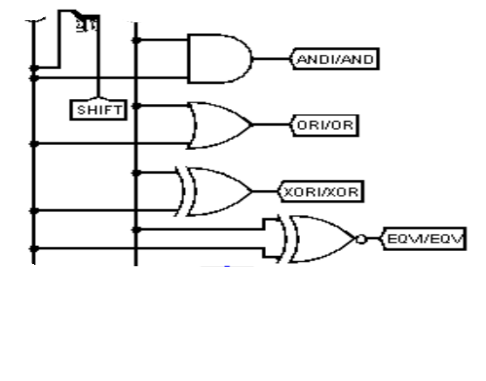 ANDI/AND
SHIFT
ORI/OR
XORI/XOR
EQVI/EQV